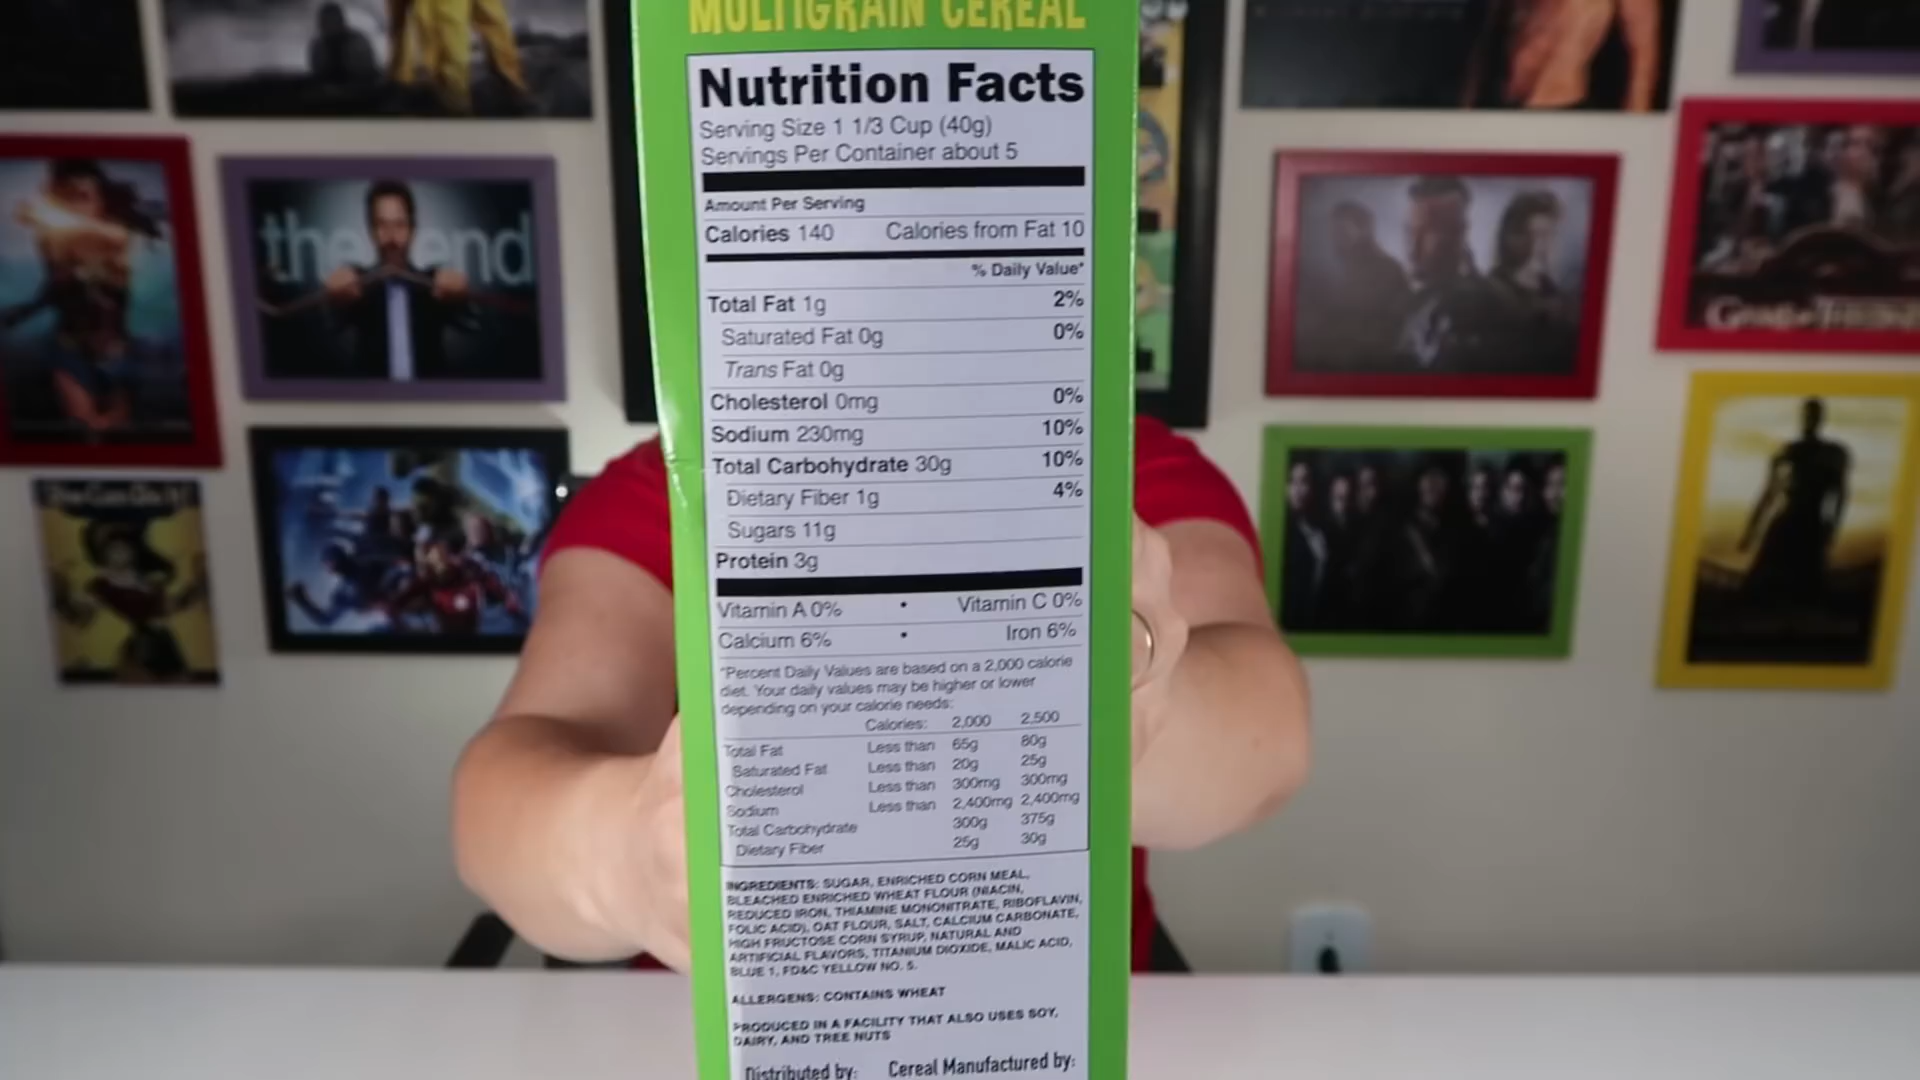 MULTIGRAIN CEREAL
Nutrition Facts
Serving Size 1 1/3 Cup (40g)
Servings Per Container about 5
Amount Per Serving
Calories 140 Calories from Fat 10
% Daily Value*
Total Fat 1g 2%
Saturated Fat 0g 0%
Trans Fat 0g
Cholesterol 0mg 0%
Sodium 230mg 10%
Total Carbohydrate 30g 10%
Dietary Fiber 1g 4%
Sugars 11g
Protein 3g
Vitamin A 0% • Vitamin C 0%
Calcium 6% • Iron 6%
*Percent Daily Values are based on a 2,000 calorie
diet. Your daily values may be higher or lower
depending on your calorie needs:
Calories: 2,000 2,500
Total Fat Less than 65g 80g
Saturated Fat Less than 20g 25g
Cholesterol Less than 300mg 300mg
Sodium Less than 2,400mg 2,400mg
Total Carbohydrate 300g 375g
Dietary Fiber 25g 30g
INGREDIENTS: SUGAR, ENRICHED CORN MEAL,
BLEACHED ENRICHED WHEAT FLOUR (NIACIN,
REDUCED IRON, THIAMINE MONONITRATE, RIBOFLAVIN,
FOLIC ACID), OAT FLOUR, SALT, CALCIUM CARBONATE,
HIGH FRUCTOSE CORN SYRUP, NATURAL AND
ARTIFICIAL FLAVORS, TITANIUM DIOXIDE, MALIC ACID,
BLUE 1, FD&C YELLOW NO. 5.
ALLERGENS: CONTAINS WHEAT
PRODUCED IN A FACILITY THAT ALSO USES SOY,
DAIRY, AND TREE NUTS
Distributed by: Cereal Manufactured by:
the end